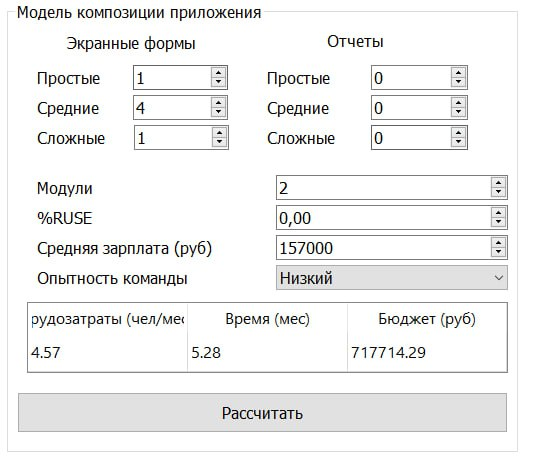 Модель композиции приложения
Экранные формы Отчеты
Простые 1 Простые 0
Средние 4 Средние 0
Сложные 1 Сложные 0
Модули 2
%RUSE 0,00
Средняя зарплата (руб) 157000
Опытность команды Низкий
рудозатраты (чел/мес Время (мес) Бюджет (руб)
4.57 5.28 717714.29
Рассчитать